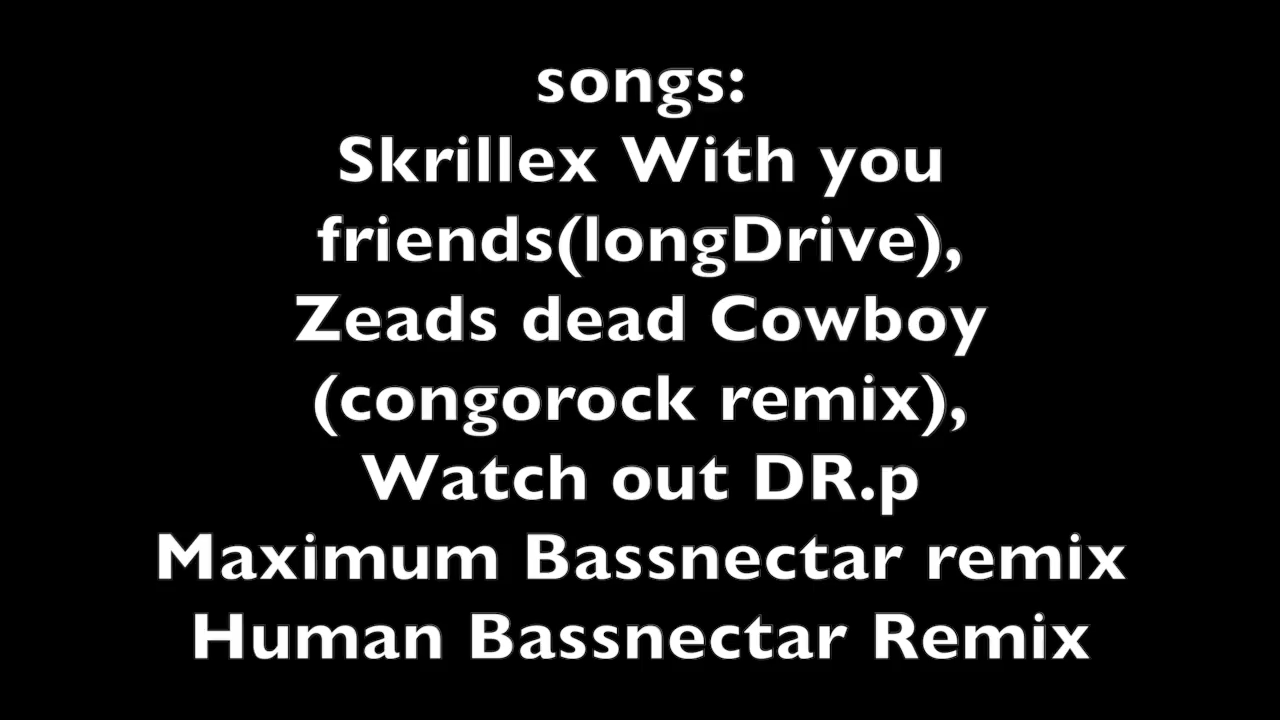 songs:
Skrillex With you
friends(longDrive),
Zeads dead Cowboy
(congorock remix),
Watch out DR.p
Maximum Bassnectar remix
Human Bassnectar Remix